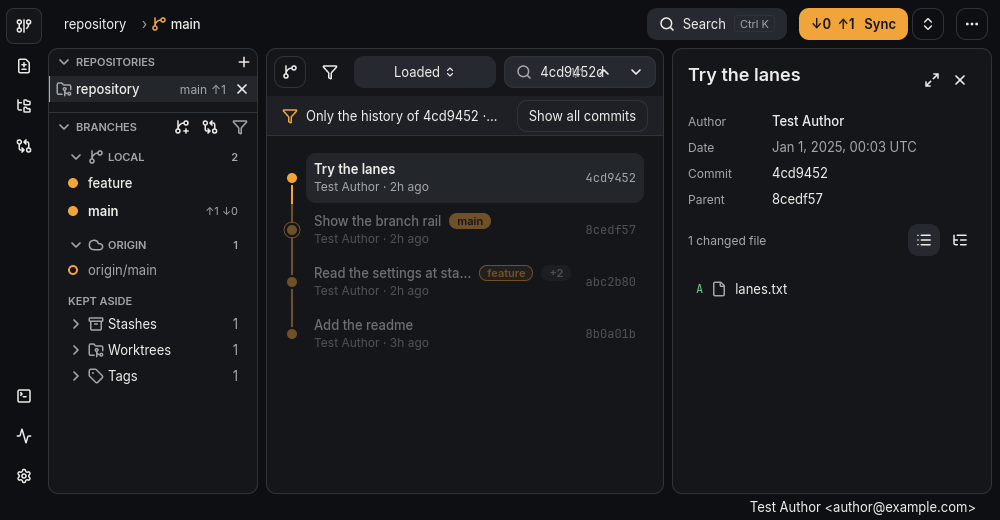 repository › main
Search Ctrl K
↓0 ↑1 Sync
REPOSITORIES
repository main ↑1
BRANCHES
LOCAL 2
feature
main ↑1 ↓0
ORIGIN 1
origin/main
KEPT ASIDE
Stashes 1
Worktrees 1
Tags 1
Loaded
Only the history of 4cd9452 ·...
Show all commits
Try the lanes
Test Author · 2h ago
4cd9452
Show the branch rail main
Test Author · 2h ago
8cedf57
Read the settings at sta... feature +2
Test Author · 2h ago
abc2b80
Add the readme
Test Author · 3h ago
8b0a01b
Try the lanes
Author Test Author
Date Jan 1, 2025, 00:03 UTC
Commit 4cd9452
Parent 8cedf57
1 changed file
A lanes.txt
Test Author <author@example.com>